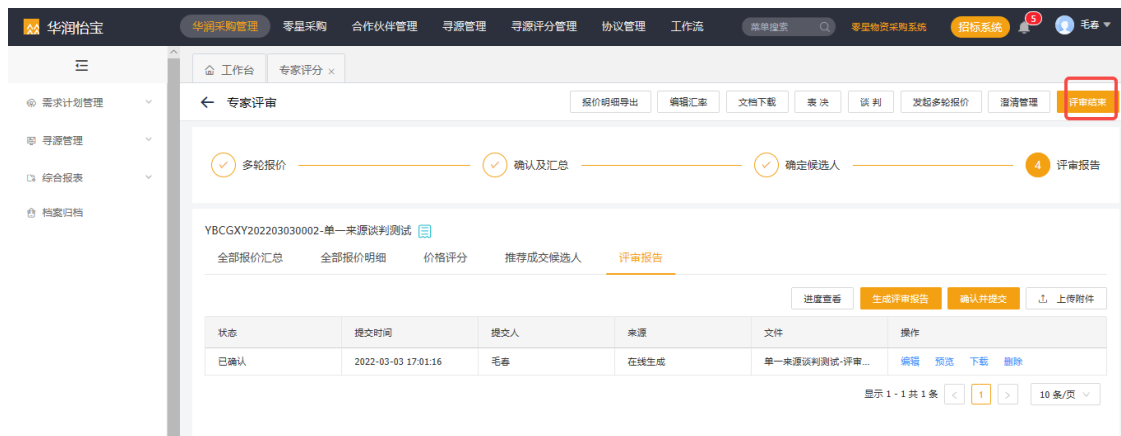 华润怡宝 华润采购管理 零星采购 合作伙伴管理 寻源管理 寻源评分管理 协议管理 工作流 菜单搜索 零星物资采购系统 招标系统 5 毛春
工作台 专家评分 ×
需求计划管理
寻源管理
综合报表
档案归档
← 专家评审 报价明细导出 编辑汇率 文档下载 表决 谈判 发起多轮报价 澄清管理 评审结束
多轮报价 确认及汇总 确定候选人 4 评审报告
YBCGXY202203030002-单一来源谈判测试
全部报价汇总 全部报价明细 价格评分 推荐成交候选人 评审报告
进度查看 生成评审报告 确认并提交 上传附件
状态 提交时间 提交人 来源 文件 操作
已确认 2022-03-03 17:01:16 毛春 在线生成 单一来源谈判测试-评审... 编辑 预览 下载 删除
显示 1 - 1 共 1 条 < 1 > 10 条/页